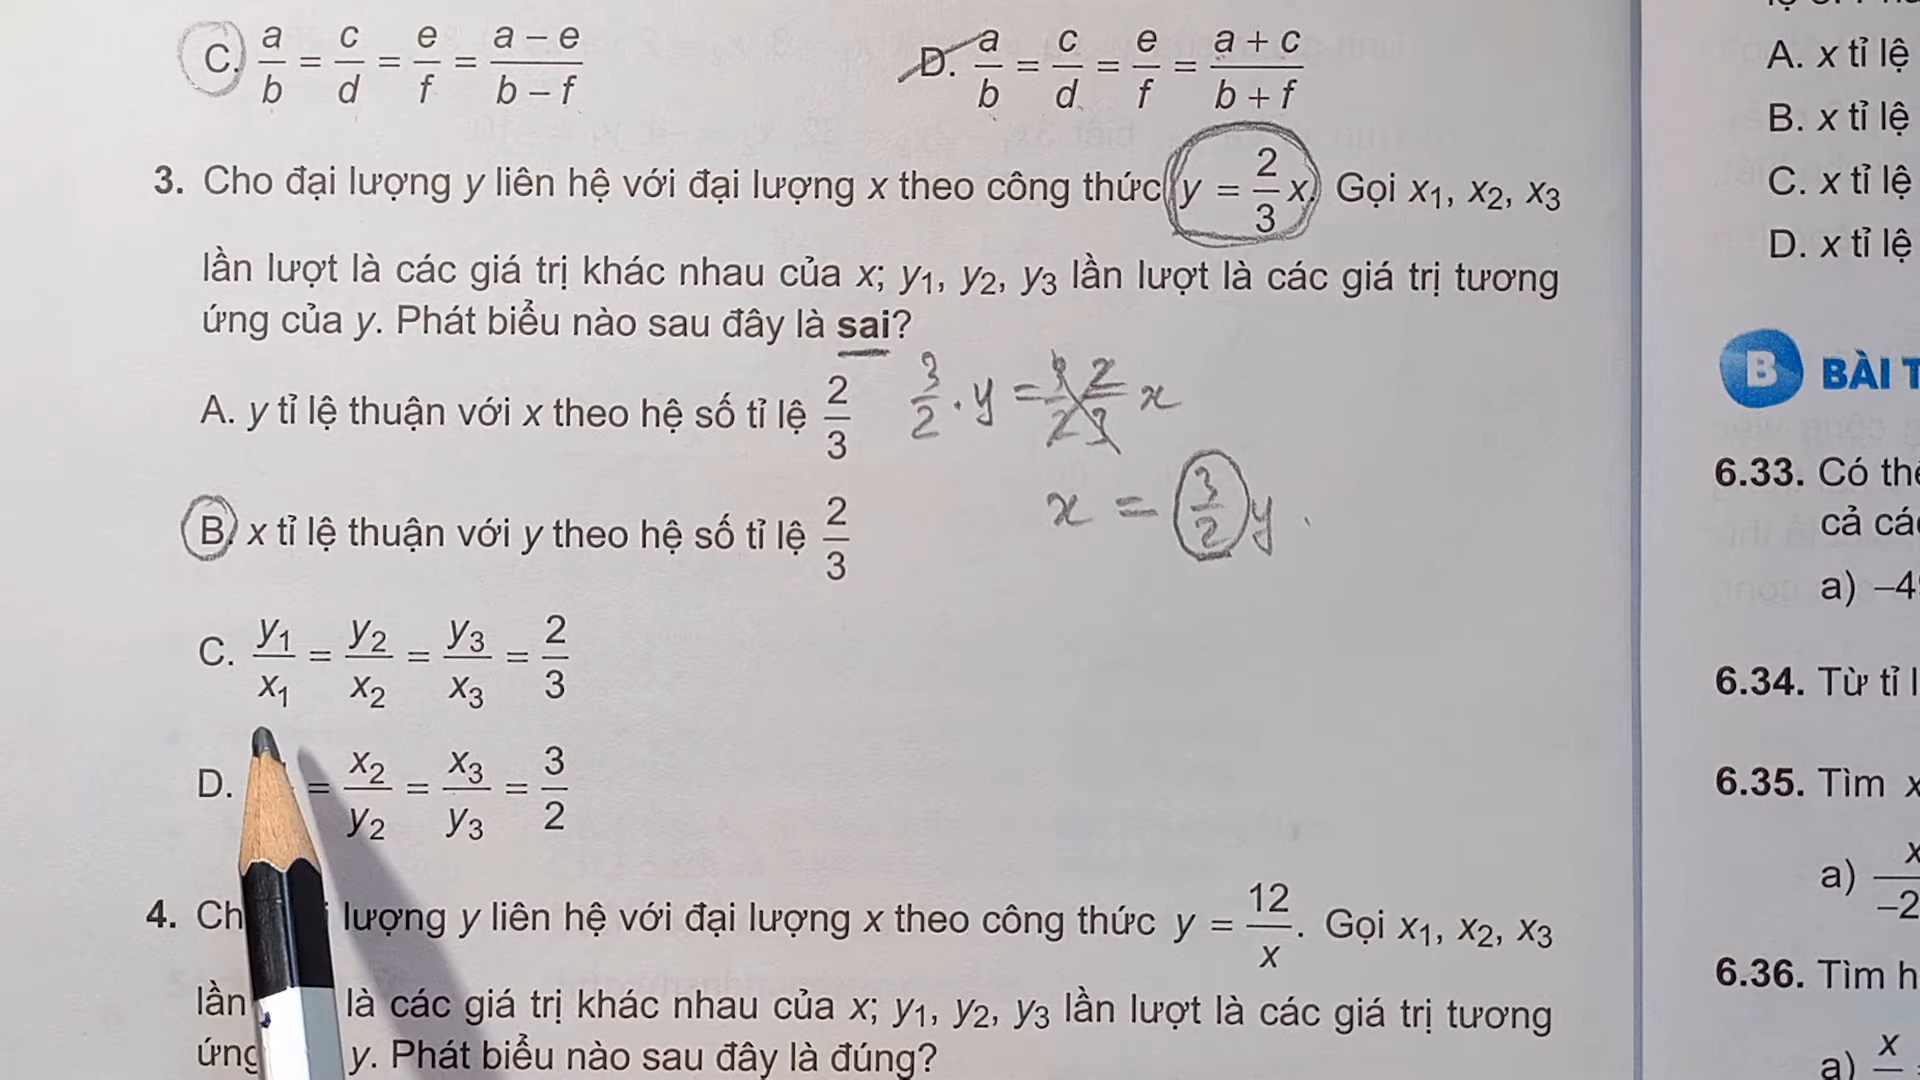 C. a/b = c/d = e/f = (a − e)/(b − f)
D. a/b = c/d = e/f = (a + c)/(b + f)
3. Cho đại lượng y liên hệ với đại lượng x theo công thức y = 2/3 x. Gọi x₁, x₂, x₃
lần lượt là các giá trị khác nhau của x; y₁, y₂, y₃ lần lượt là các giá trị tương
ứng của y. Phát biểu nào sau đây là sai?
A. y tỉ lệ thuận với x theo hệ số tỉ lệ 2/3
3/2 . y = 3/2 2/3 x
B. x tỉ lệ thuận với y theo hệ số tỉ lệ 2/3
x = 3/2 y .
C. y₁/x₁ = y₂/x₂ = y₃/x₃ = 2/3
D. = x₂/y₂ = x₃/y₃ = 3/2
4. Ch lượng y liên hệ với đại lượng x theo công thức y = 12/x. Gọi x₁, x₂, x₃
lần là các giá trị khác nhau của x; y₁, y₂, y₃ lần lượt là các giá trị tương
ứng y. Phát biểu nào sau đây là đúng?
A. x tỉ lệ
B. x tỉ lệ
C. x tỉ lệ
D. x tỉ lệ
B BÀI
6.33. Có thể
cả
a) −4
6.34. Từ tỉ
6.35. Tìm x
a) x/−2
6.36. Tìm h
a) x